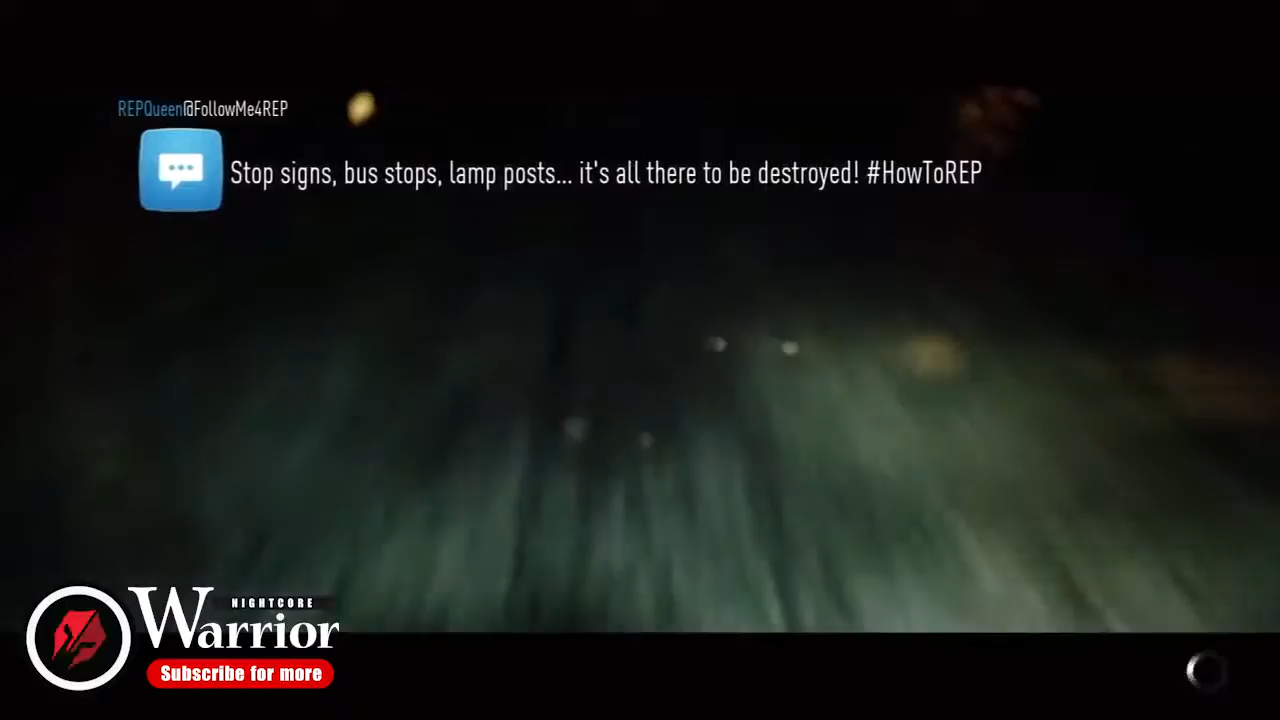 REPQueen@FollowMe4REP
Stop signs, bus stops, lamp posts... it's all there to be destroyed! #HowToREP
NIGHTCORE
Warrior
Subscribe for more